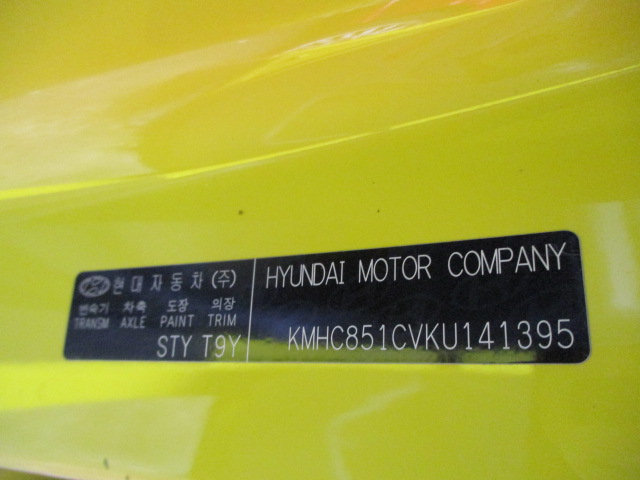 현대자동차(주)
변속기 차축 도장 의장
TRANSM AXLE PAINT TRIM
STY T9Y
HYUNDAI MOTOR COMPANY
KMHC851CVKU141395